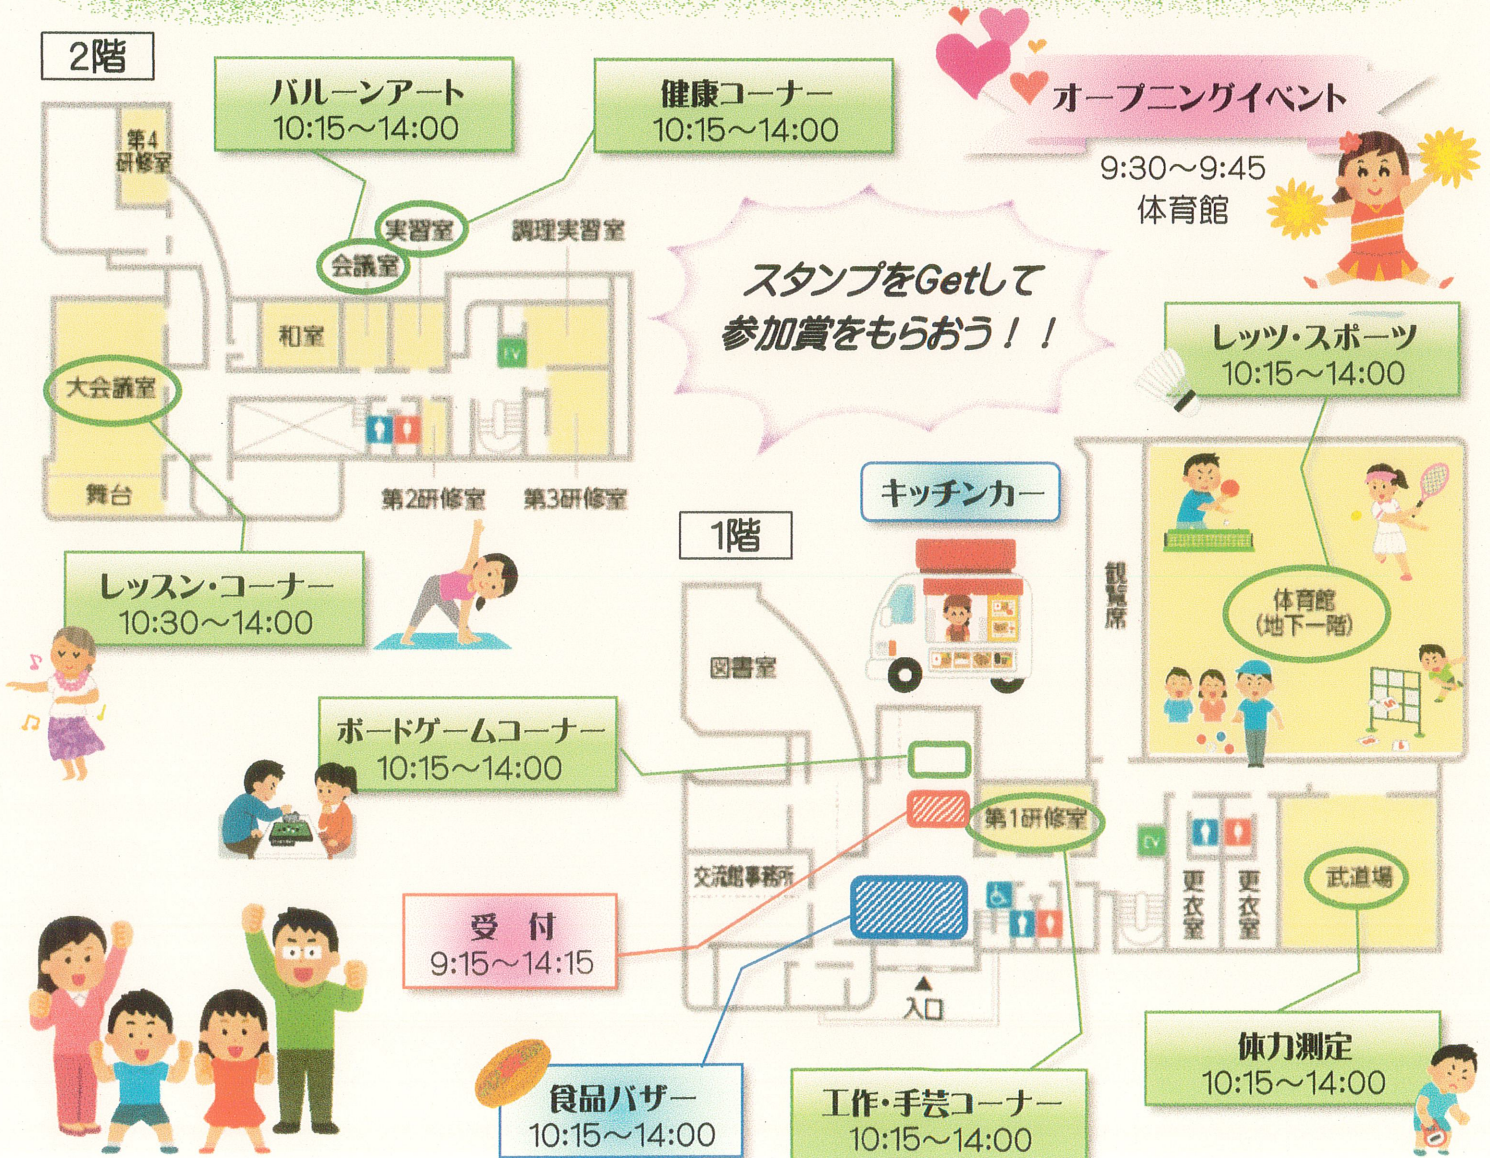 2階
バルーンアート
10:15～14:00
健康コーナー
10:15～14:00
オープニングイベント
9:30～9:45
体育館
第4
研修室
実習室
会議室
調理実習室
和室
EV
大会議室
舞台
第2研修室
第3研修室
スタンプをGetして
参加賞をもらおう！！
レッツ・スポーツ
10:15～14:00
レッスン・コーナー
10:30～14:00
キッチンカー
1階
図書室
観覧席
体育館
(地下一階)
ボードゲームコーナー
10:15～14:00
第1研修室
交流館事務所
EV
更衣室
更衣室
武道場
受 付
9:15～14:15
入口
食品バザー
10:15～14:00
工作・手芸コーナー
10:15～14:00
体力測定
10:15～14:00